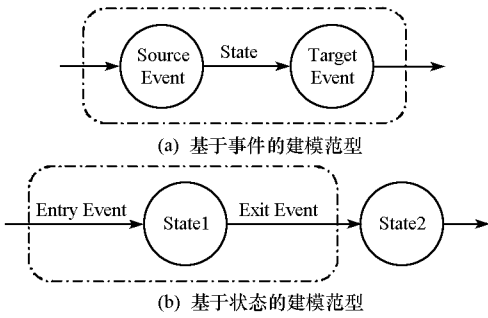 Source
Event
State
Target
Event
(a) 基于事件的建模范型
Entry Event
State1
Exit Event
State2
(b) 基于状态的建模范型